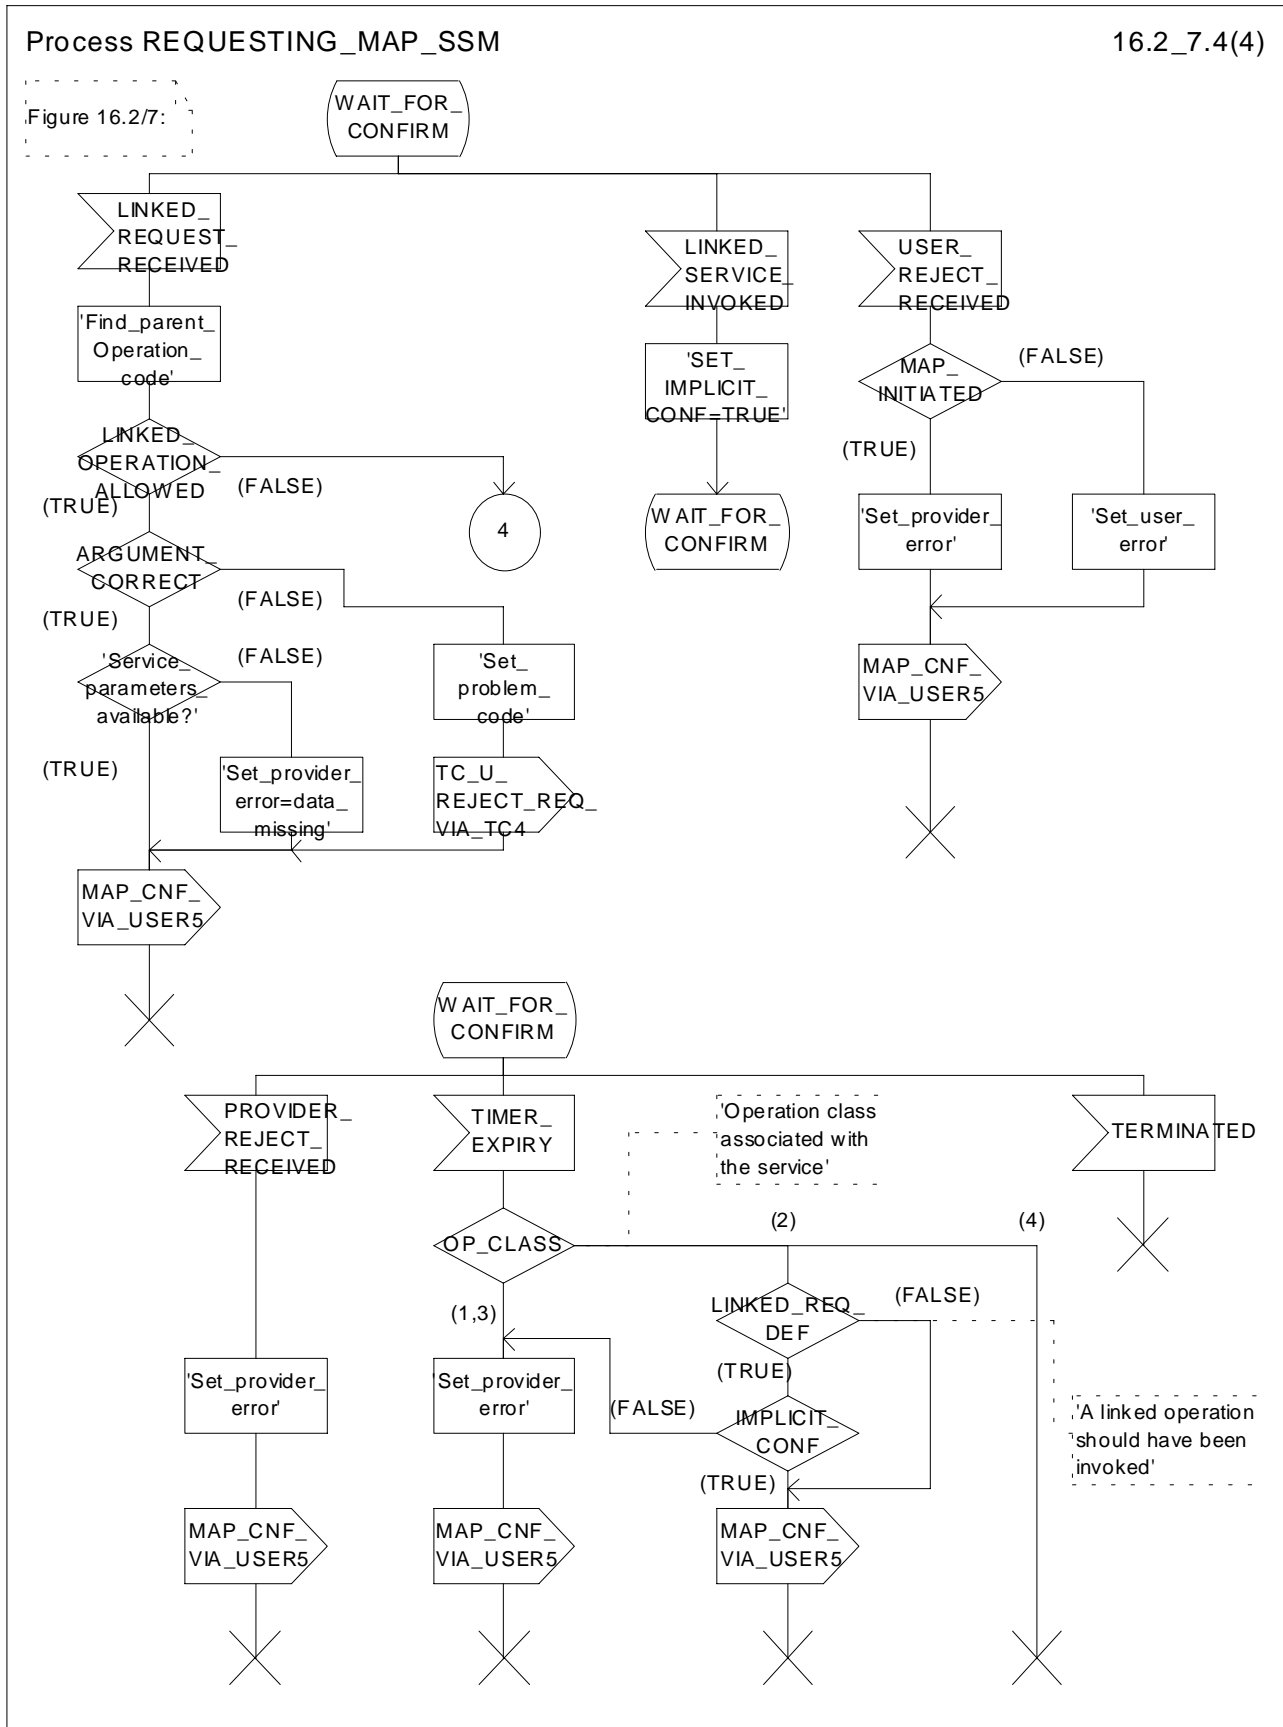 Process REQUESTING_MAP_SSM
16.2_7.4(4)
Figure 16.2/7:
WAIT_FOR_
CONFIRM
LINKED_
REQUEST_
RECEIVED
LINKED_
SERVICE_
INVOKED
USER_
REJECT_
RECEIVED
'Find_parent_
Operation_
code'
'SET_
IMPLICIT_
CONF=TRUE'
MAP_
INITIATED
(FALSE)
(TRUE)
LINKED_
OPERATION_
ALLOWED
(FALSE)
(TRUE)
4
WAIT_FOR_
CONFIRM
'Set_provider_
error'
'Set_user_
error'
ARGUMENT_
CORRECT
(FALSE)
(TRUE)
'Service_
parameters_
available?'
(FALSE)
(TRUE)
'Set_
problem_
code'
MAP_CNF_
VIA_USER5
'Set_provider_
error=data_
missing'
TC_U_
REJECT_REQ_
VIA_TC4
MAP_CNF_
VIA_USER5
WAIT_FOR_
CONFIRM
PROVIDER_
REJECT_
RECEIVED
TIMER_
EXPIRY
'Operation class
associated with
the service'
TERMINATED
OP_CLASS
(2)
(4)
(1,3)
LINKED_REQ_
DEF
(FALSE)
(TRUE)
'Set_provider_
error'
'Set_provider_
error'
(FALSE)
IMPLICIT_
CONF
(TRUE)
'A linked operation
should have been
invoked'
MAP_CNF_
VIA_USER5
MAP_CNF_
VIA_USER5
MAP_CNF_
VIA_USER5